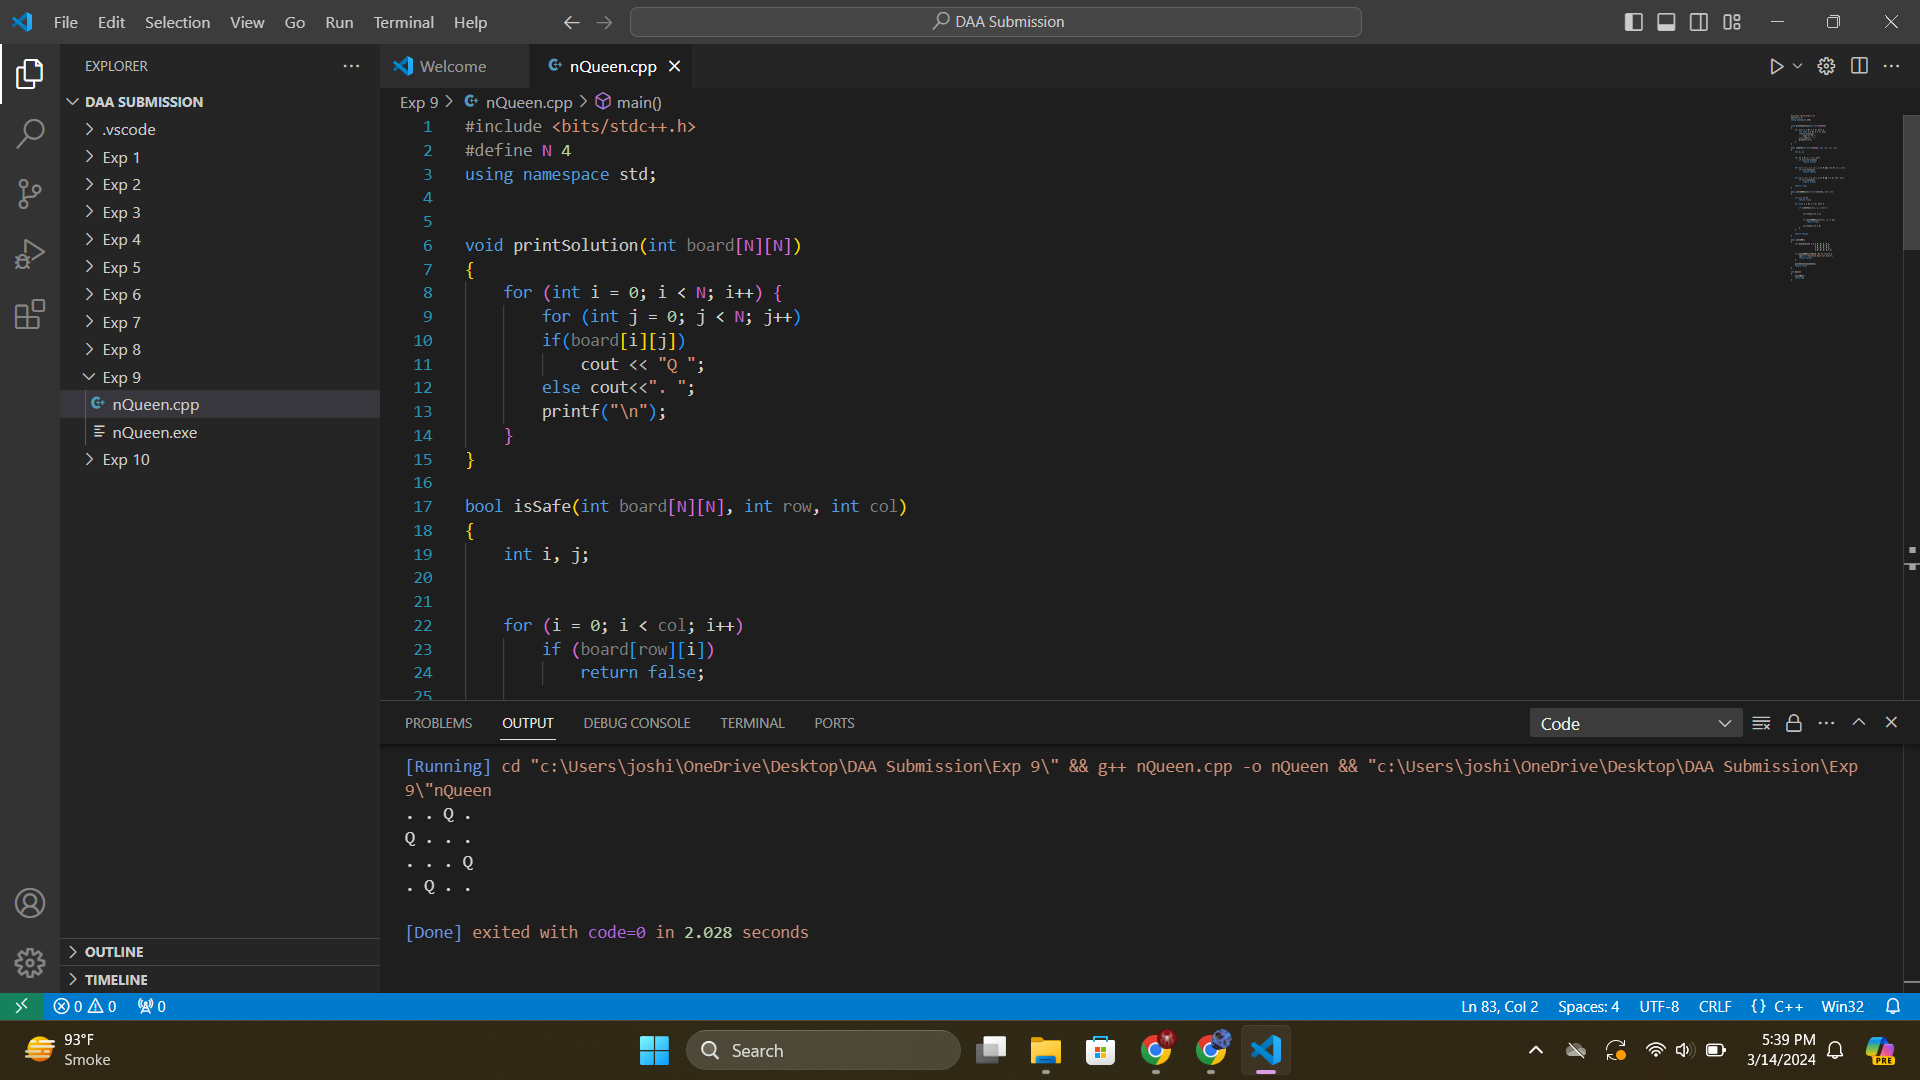 File Edit Selection View Go Run Terminal Help
DAA Submission
EXPLORER
DAA SUBMISSION
.vscode
Exp 1
Exp 2
Exp 3
Exp 4
Exp 5
Exp 6
Exp 7
Exp 8
Exp 9
nQueen.cpp
nQueen.exe
Exp 10
OUTLINE
TIMELINE
Welcome nQueen.cpp
Exp 9 > nQueen.cpp > main()
1 #include <bits/stdc++.h>
2 #define N 4
3 using namespace std;
4
5
6 void printSolution(int board[N][N])
7 {
8 for (int i = 0; i < N; i++) {
9 for (int j = 0; j < N; j++)
10 if(board[i][j])
11 cout << "Q ";
12 else cout<<". ";
13 printf("\n");
14 }
15 }
16
17 bool isSafe(int board[N][N], int row, int col)
18 {
19 int i, j;
20
21
22 for (i = 0; i < col; i++)
23 if (board[row][i])
24 return false;
25
PROBLEMS OUTPUT DEBUG CONSOLE TERMINAL PORTS
Code
[Running] cd "c:\Users\joshi\OneDrive\Desktop\DAA Submission\Exp 9\" && g++ nQueen.cpp -o nQueen && "c:\Users\joshi\OneDrive\Desktop\DAA Submission\Exp
9\"nQueen
. . Q .
Q . . .
. . . Q
. Q . .
[Done] exited with code=0 in 2.028 seconds
0 0 0
Ln 83, Col 2 Spaces: 4 UTF-8 CRLF {} C++ Win32
93°F
Smoke
Search
5:39 PM
3/14/2024
PRE